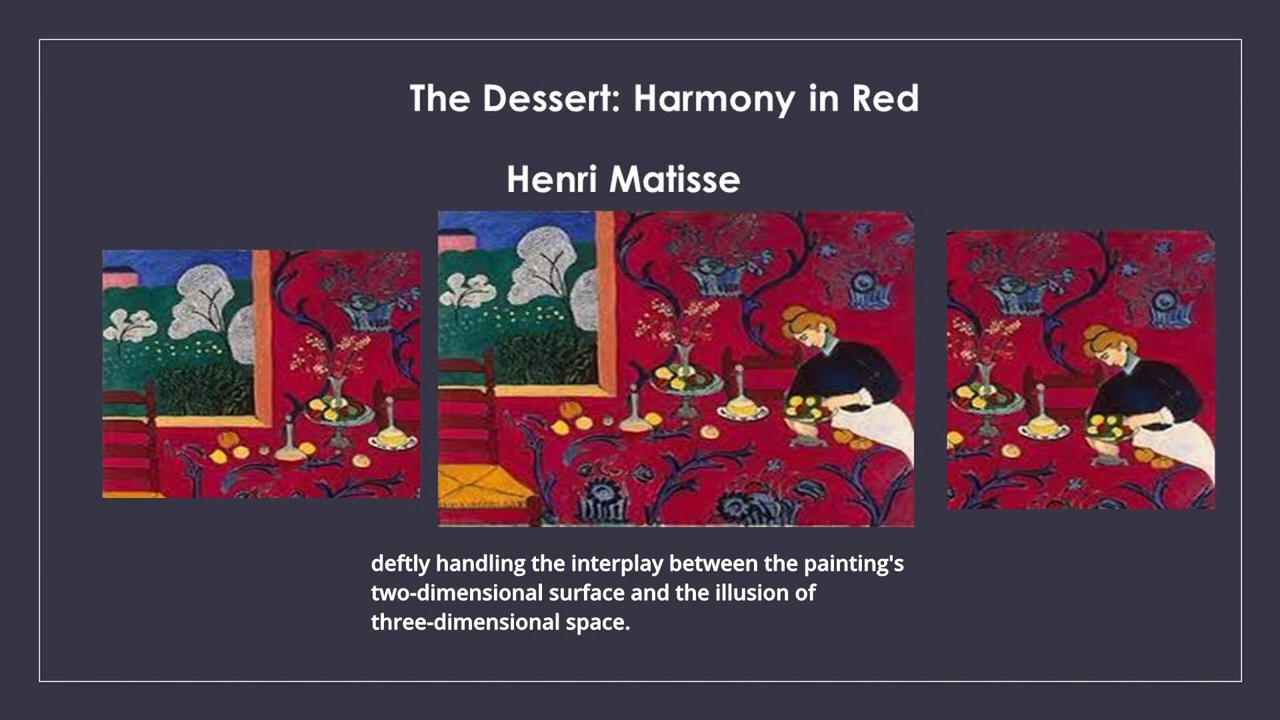 The Dessert: Harmony in Red
Henri Matisse
deftly handling the interplay between the painting's
two-dimensional surface and the illusion of
three-dimensional space.